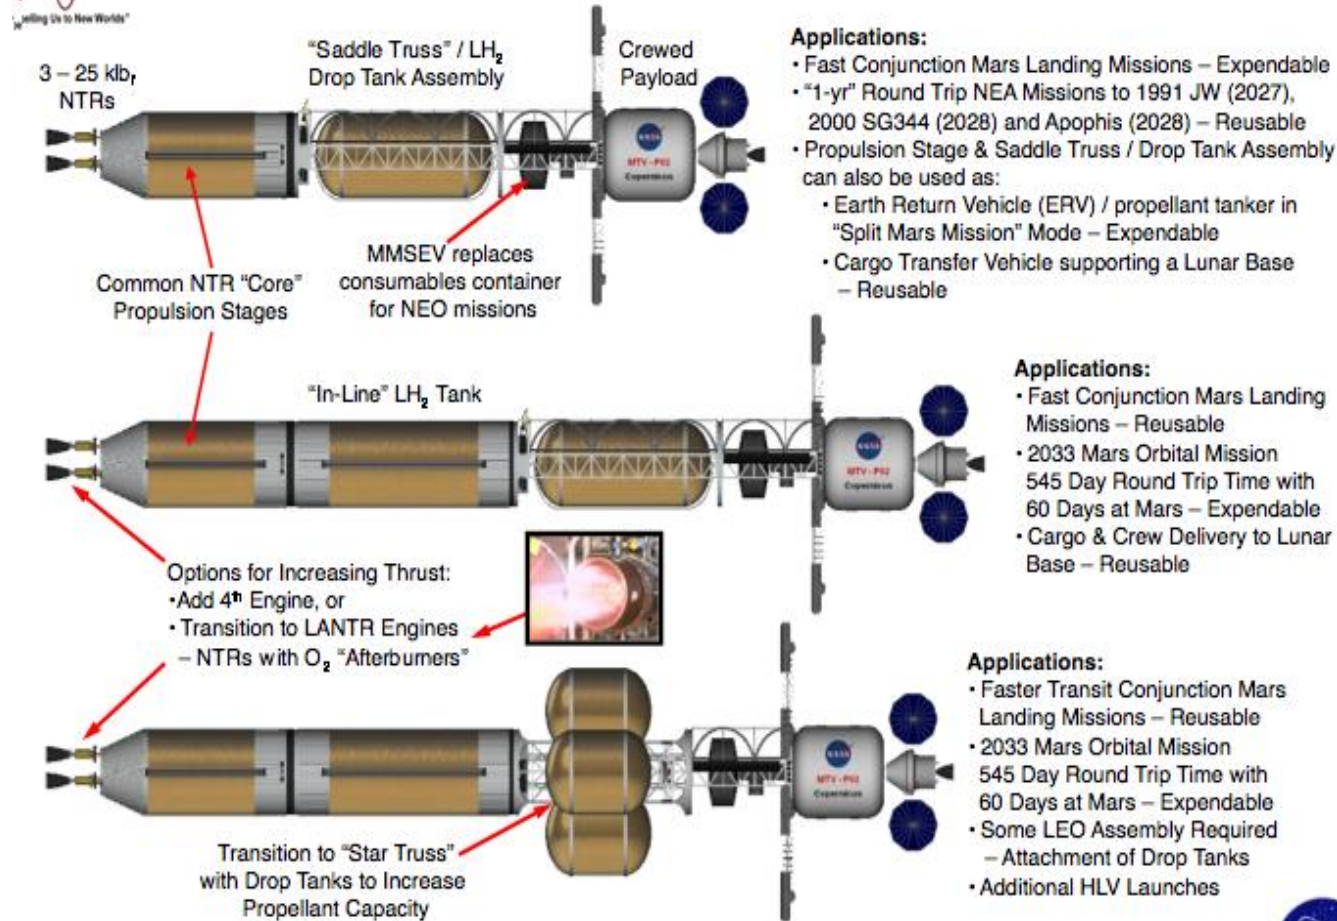 "pelling Us to New Worlds"
3 – 25 klbf
NTRs
"Saddle Truss" / LH2
Drop Tank Assembly
Crewed
Payload
NASA
MTV - P02
Copernicus
Common NTR "Core"
Propulsion Stages
MMSEV replaces
consumables container
for NEO missions
Applications:
• Fast Conjunction Mars Landing Missions – Expendable
• "1-yr" Round Trip NEA Missions to 1991 JW (2027),
2000 SG344 (2028) and Apophis (2028) – Reusable
• Propulsion Stage & Saddle Truss / Drop Tank Assembly
can also be used as:
• Earth Return Vehicle (ERV) / propellant tanker in
"Split Mars Mission" Mode – Expendable
• Cargo Transfer Vehicle supporting a Lunar Base
– Reusable
"In-Line" LH2 Tank
NASA
MTV - P02
Copernicus
Applications:
• Fast Conjunction Mars Landing
Missions – Reusable
• 2033 Mars Orbital Mission
545 Day Round Trip Time with
60 Days at Mars – Expendable
• Cargo & Crew Delivery to Lunar
Base – Reusable
Options for Increasing Thrust:
• Add 4th Engine, or
• Transition to LANTR Engines
– NTRs with O2 "Afterburners"
NASA
MTV - P02
Copernicus
Transition to "Star Truss"
with Drop Tanks to Increase
Propellant Capacity
Applications:
• Faster Transit Conjunction Mars
Landing Missions – Reusable
• 2033 Mars Orbital Mission
545 Day Round Trip Time with
60 Days at Mars – Expendable
• Some LEO Assembly Required
– Attachment of Drop Tanks
• Additional HLV Launches